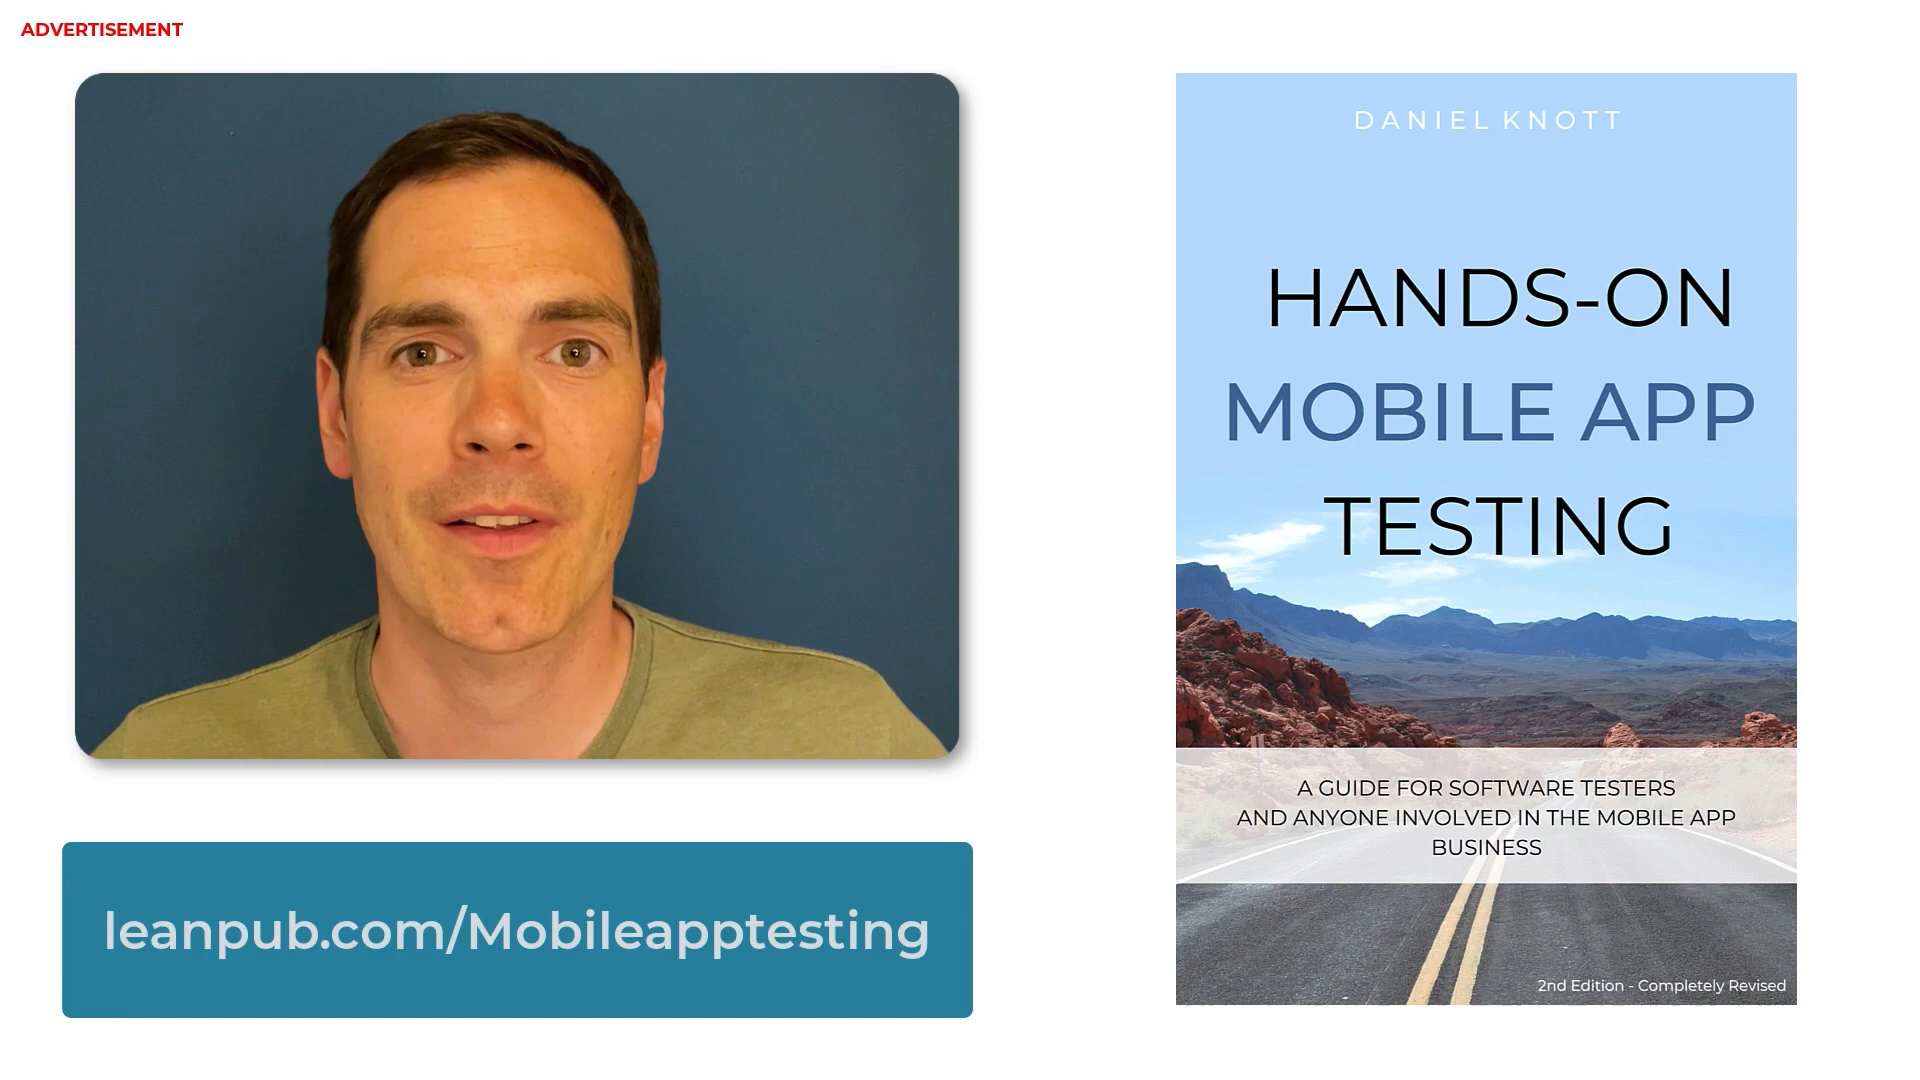 ADVERTISEMENT
leanpub.com/Mobileapptesting
DANIEL KNOTT
HANDS-ON
MOBILE APP
TESTING
A GUIDE FOR SOFTWARE TESTERS
AND ANYONE INVOLVED IN THE MOBILE APP
BUSINESS
2nd Edition - Completely Revised